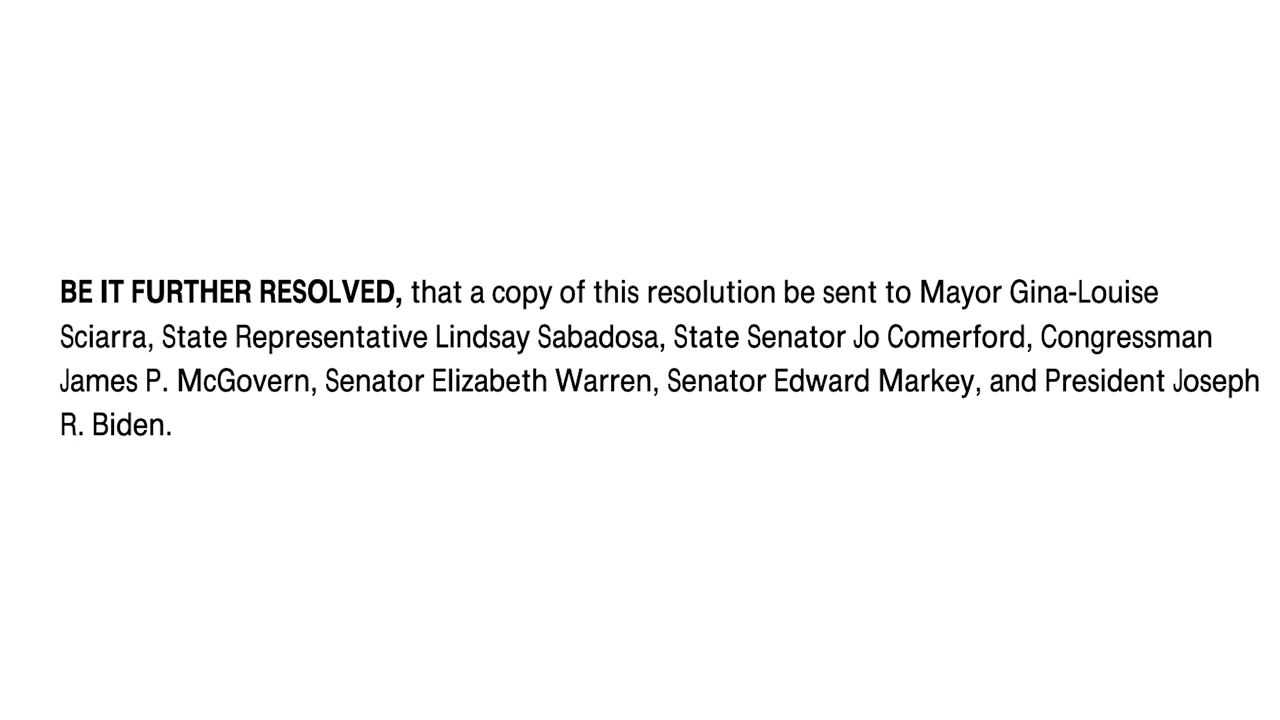 BE IT FURTHER RESOLVED, that a copy of this resolution be sent to Mayor Gina-Louise
Sciarra, State Representative Lindsay Sabadosa, State Senator Jo Comerford, Congressman
James P. McGovern, Senator Elizabeth Warren, Senator Edward Markey, and President Joseph
R. Biden.